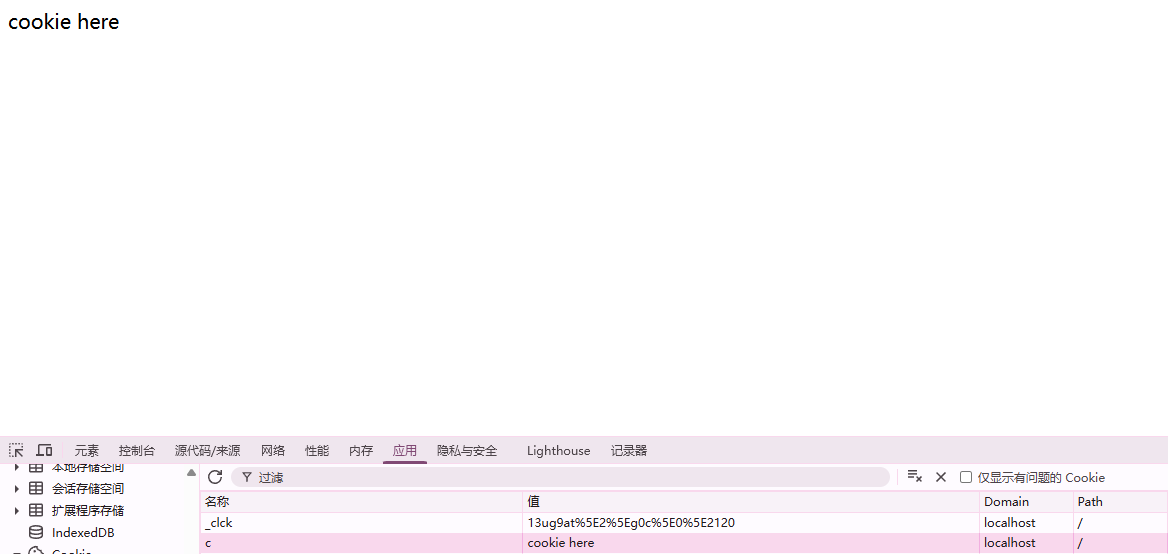 cookie here
元素 控制台 源代码/来源 网络 性能 内存 应用 隐私与安全 Lighthouse 记录器
本地存储空间
过滤 仅显示有问题的 Cookie
会话存储空间
名称 值 Domain Path
扩展程序存储
_clck 13ug9at%5E2%5Eg0c%5E0%5E2120 localhost /
IndexedDB
c cookie here localhost /
Cookie